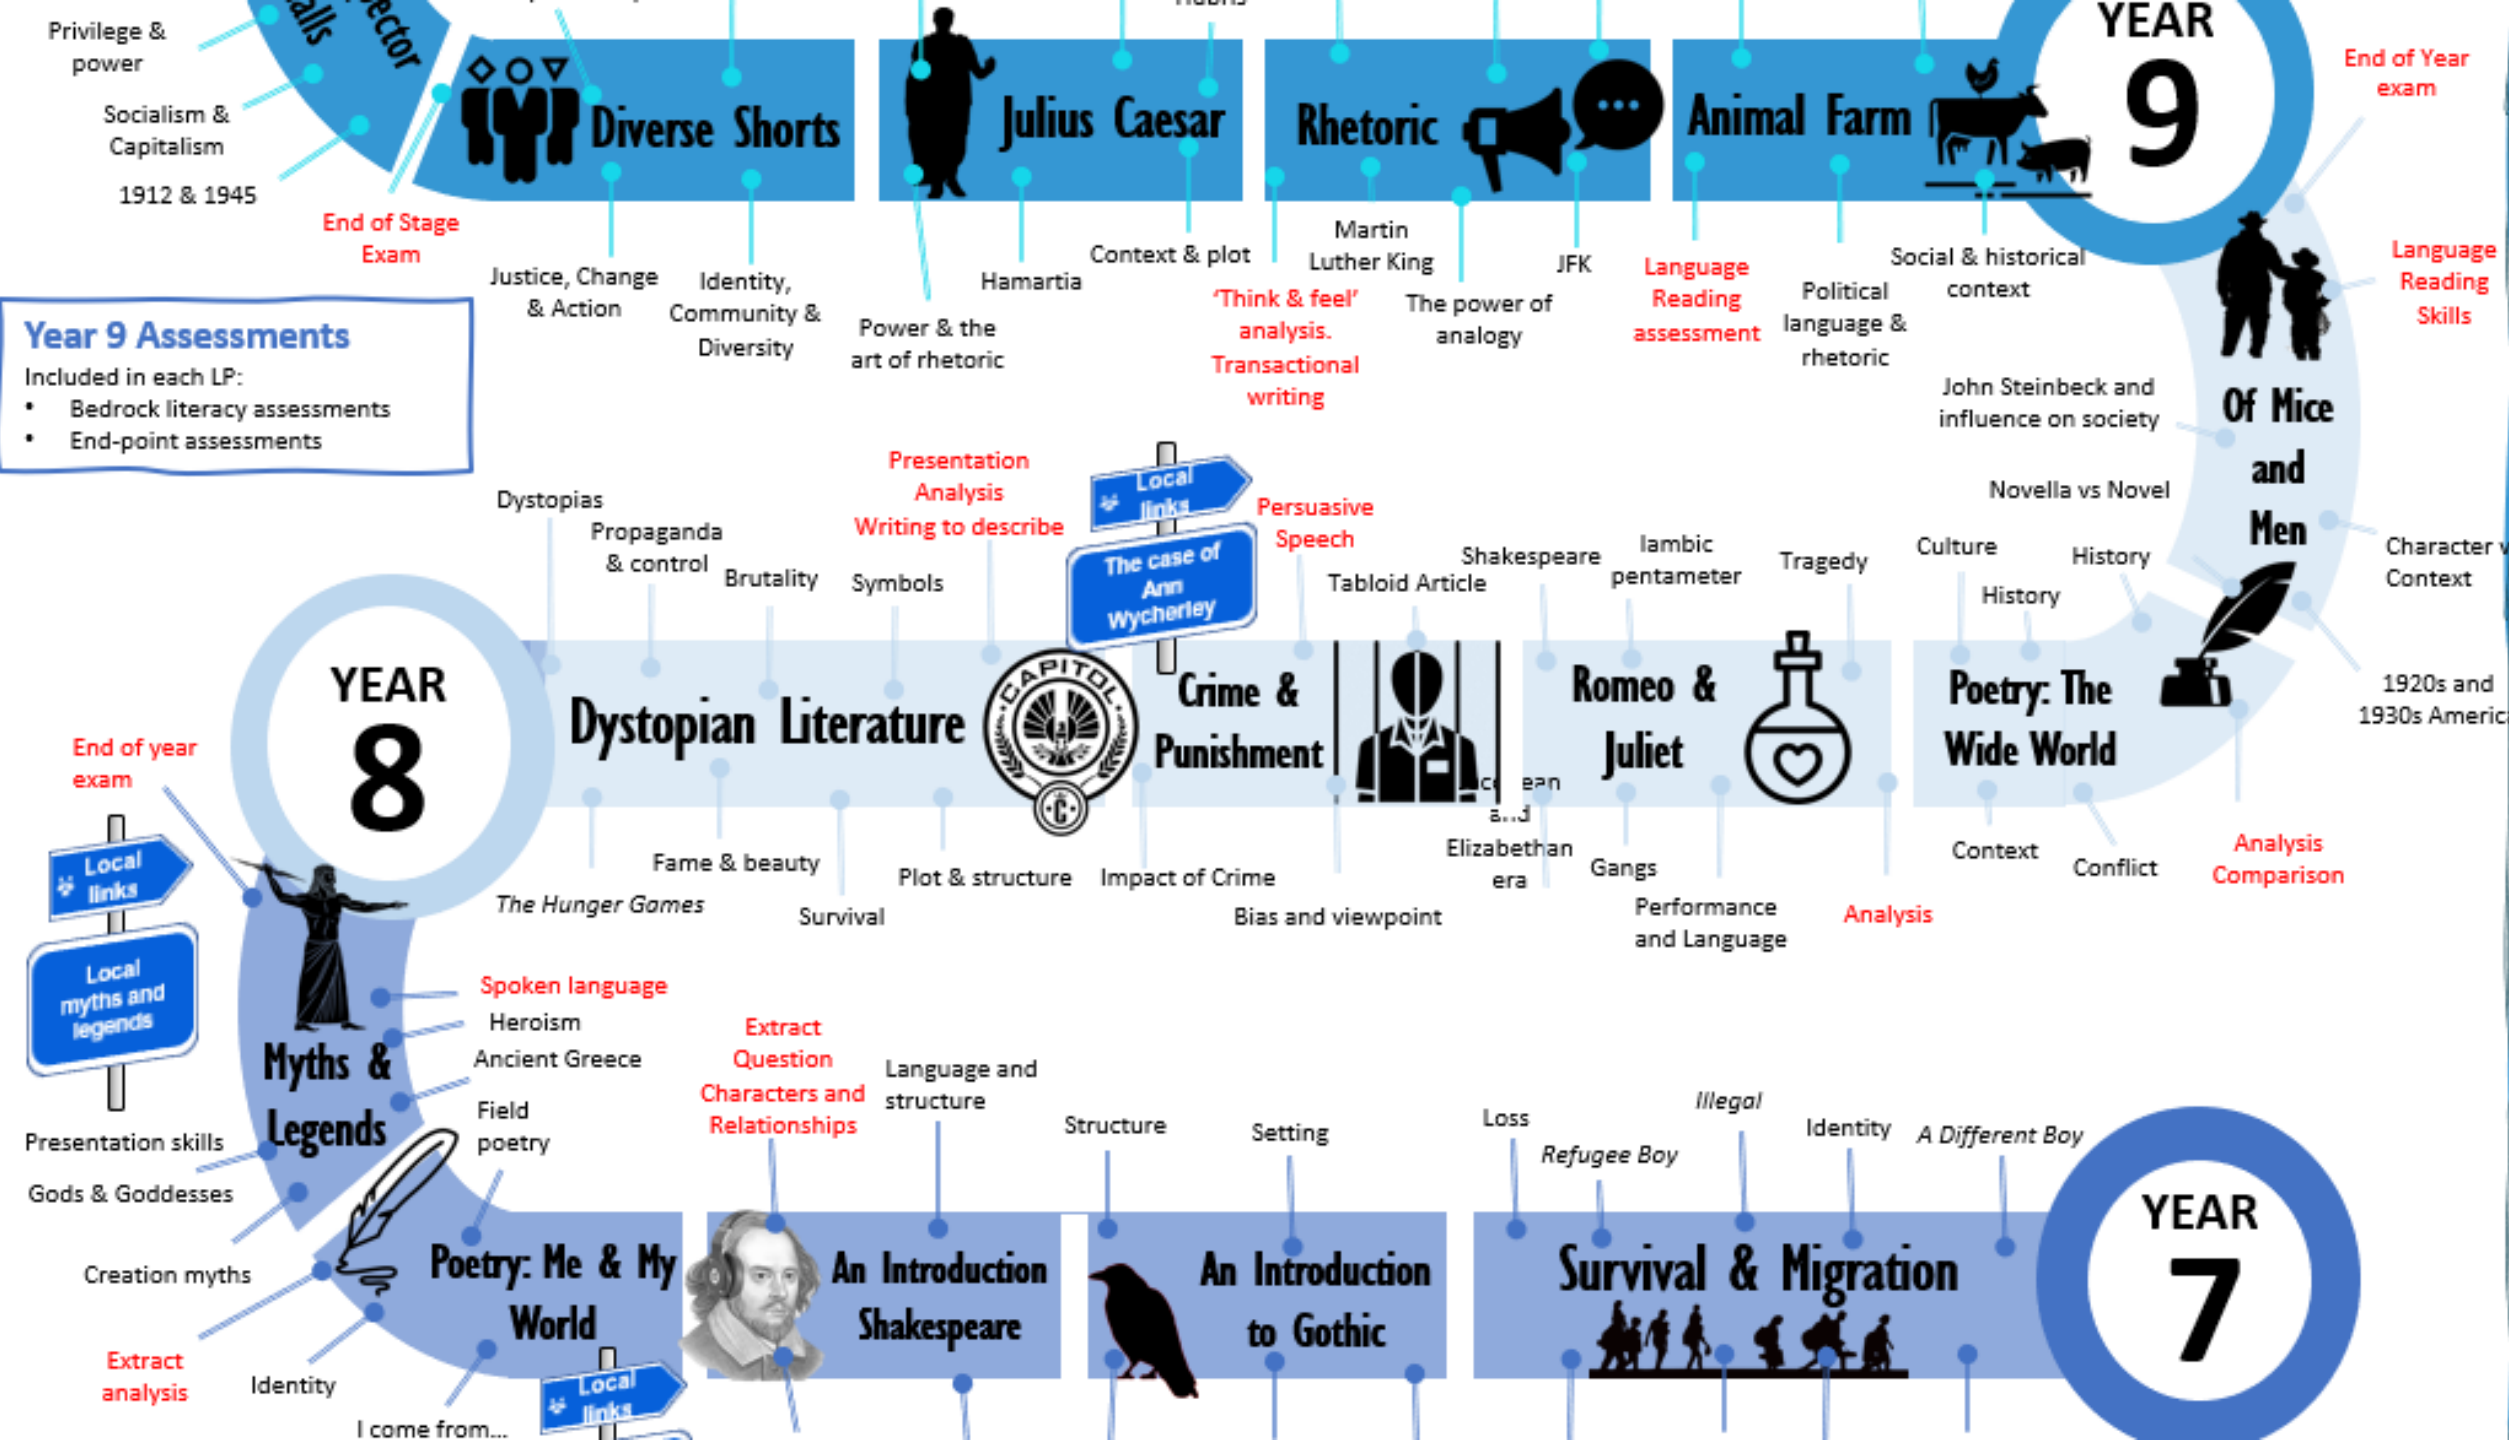 YEAR
9
Privilege &
power
Socialism &
Capitalism
1912 & 1945
End of Stage
Exam
Diverse Shorts
Justice, Change
& Action
Identity,
Community &
Diversity
Julius Caesar
Power & the
art of rhetoric
Hamartia
Context & plot
Rhetoric
'Think & feel'
analysis.
Transactional
writing
Martin
Luther King
The power of
analogy
JFK
Animal Farm
Language
Reading
assessment
Political
language &
rhetoric
Social & historical
context
End of Year
exam
Language
Reading
Skills
Of Mice
and
Men
John Steinbeck and
influence on society
Novella vs Novel
Character
Context
1920s and
1930s
Year 9 Assessments
Included in each LP:
• Bedrock literacy assessments
• End-point assessments
YEAR
8
Dystopias
Propaganda
& control
Brutality
Symbols
Presentation
Analysis
Writing to describe
Dystopian Literature
CAPITOL
C
The Hunger Games
Fame & beauty
Survival
Plot & structure
Local
links
The case of
Ann
Wycherley
Persuasive
Speech
Tabloid Article
Crime &
Punishment
Impact of Crime
Bias and viewpoint
Shakespeare
Iambic
pentameter
Tragedy
Romeo &
Juliet
and
Elizabethan
era
Gangs
Performance
and Language
Analysis
Culture
History
History
Poetry: The
Wide World
Context
Conflict
Analysis
Comparison
End of year
exam
Local
links
Local
myths and
legends
Spoken language
Heroism
Ancient Greece
Myths &
Legends
Presentation skills
Gods & Goddesses
Creation myths
Field
poetry
Poetry: Me & My
World
Extract
analysis
Identity
I come from...
Local
links
Extract
Question
Characters and
Relationships
Language and
structure
An Introduction
Shakespeare
Structure
Setting
An Introduction
to Gothic
Loss
Refugee Boy
Illegal
Identity
A Different Boy
Survival & Migration
YEAR
7